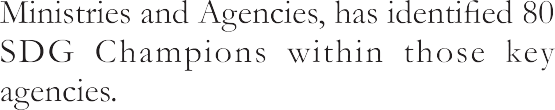 Ministries and Agencies, has identified 80
SDG Champions within those key
agencies.